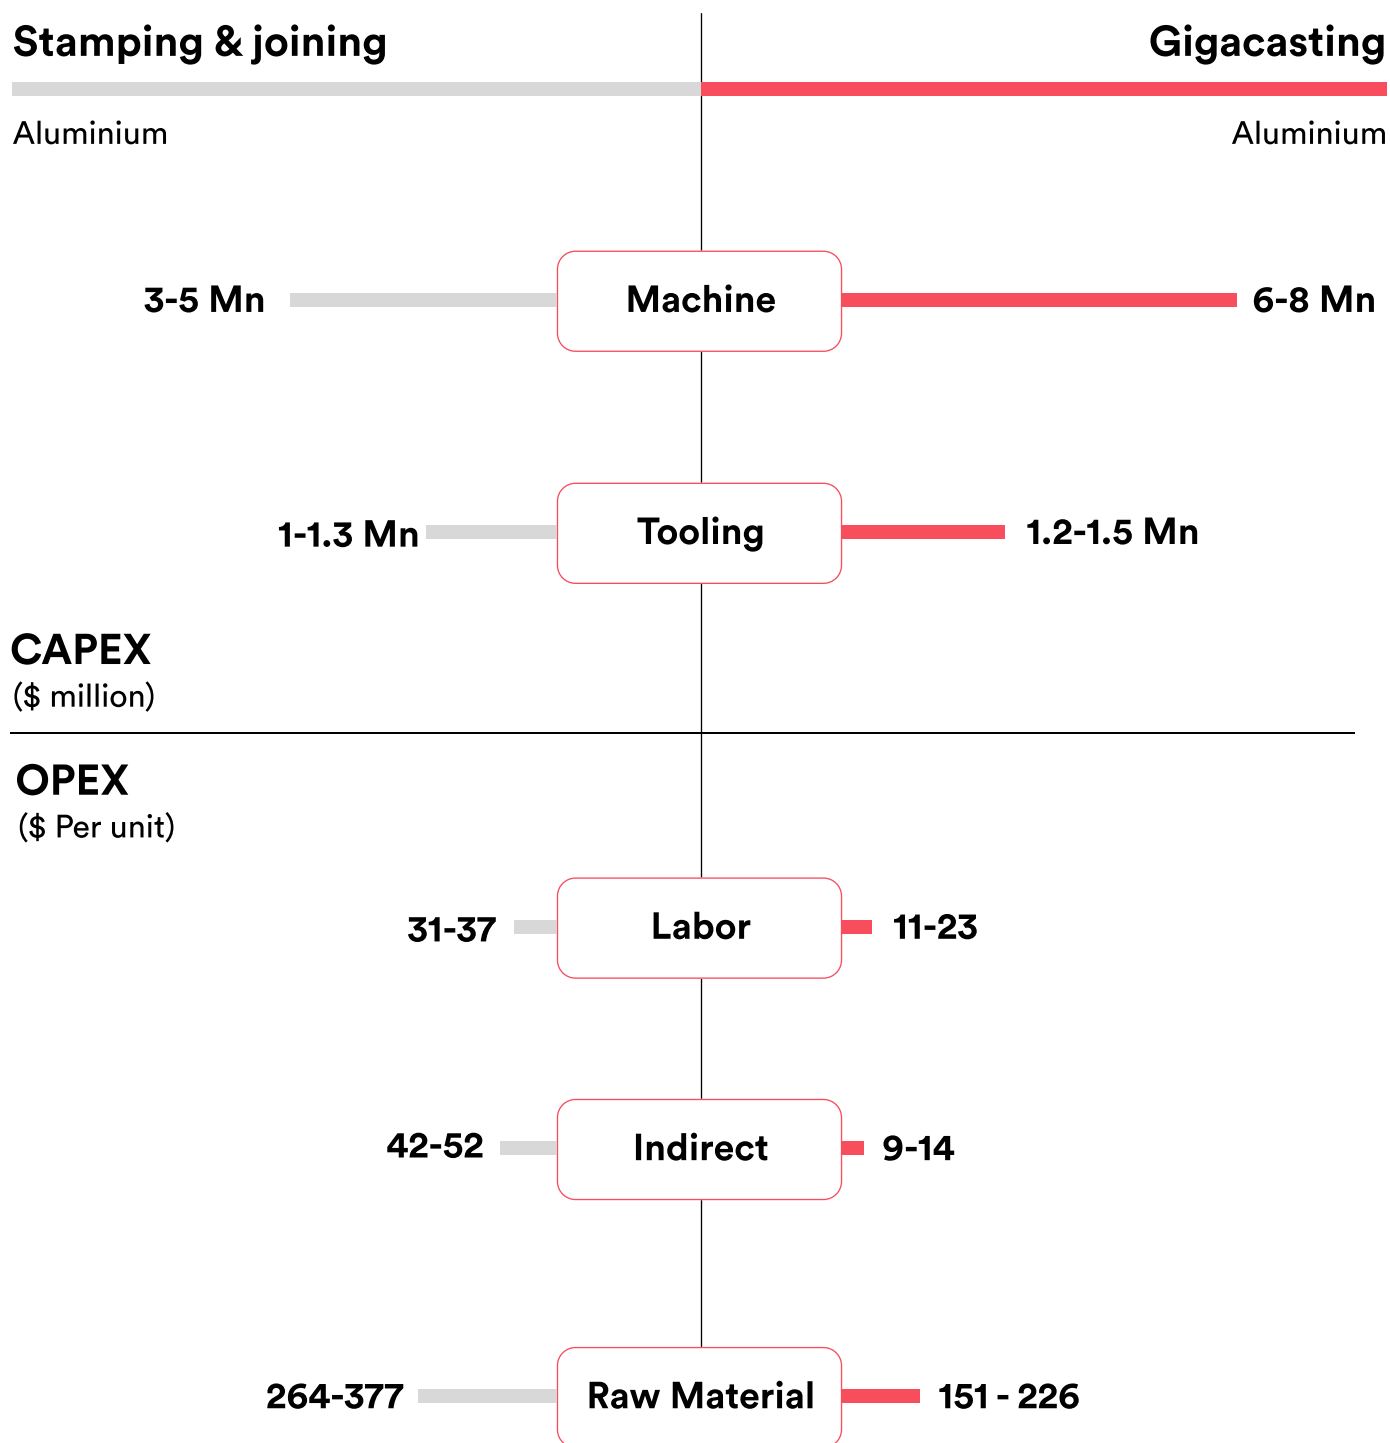 Stamping & joining
Gigacasting
Aluminium
Aluminium
3-5 Mn
Machine
6-8 Mn
1-1.3 Mn
Tooling
1.2-1.5 Mn
CAPEX
($ million)
OPEX
($ Per unit)
31-37
Labor
11-23
42-52
Indirect
9-14
264-377
Raw Material
151 - 226